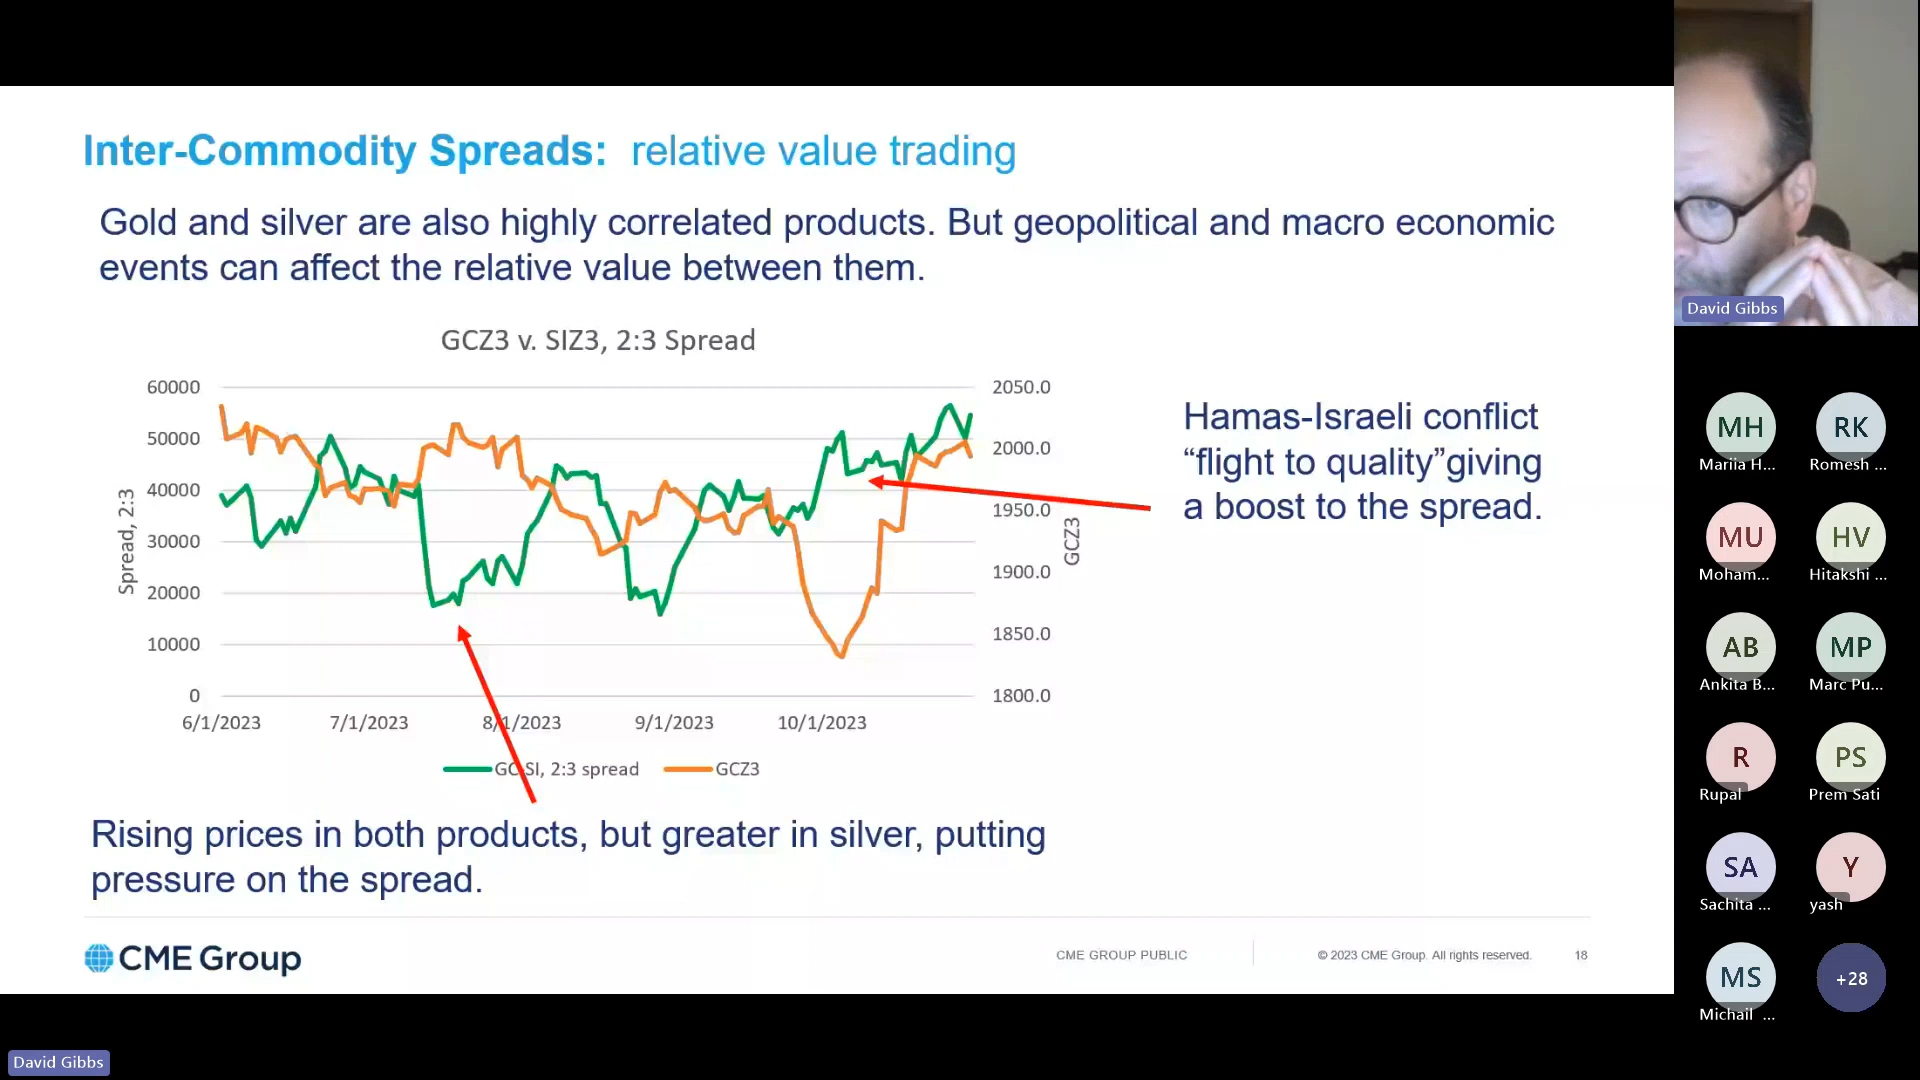 Inter-Commodity Spreads: relative value trading
Gold and silver are also highly correlated products. But geopolitical and macro economic
events can affect the relative value between them.
GCZ3 v. SIZ3, 2:3 Spread
60000
50000
40000
30000
20000
10000
0
Spread, 2:3
2050.0
2000.0
1950.0
1900.0
1850.0
1800.0
GCZ3
6/1/2023 7/1/2023 8/1/2023 9/1/2023 10/1/2023
GC-SI, 2:3 spread GCZ3
Hamas-Israeli conflict
“flight to quality”giving
a boost to the spread.
Rising prices in both products, but greater in silver, putting
pressure on the spread.
CME Group
CME GROUP PUBLIC
© 2023 CME Group. All rights reserved.
18
David Gibbs
MH RK
Mariia H... Romesh ...
MU HV
Moham... Hitakshi ...
AB MP
Ankita B... Marc Pu...
R PS
Rupal Prem Sati
SA Y
Sachita ... yash
MS +28
Michail ...
David Gibbs